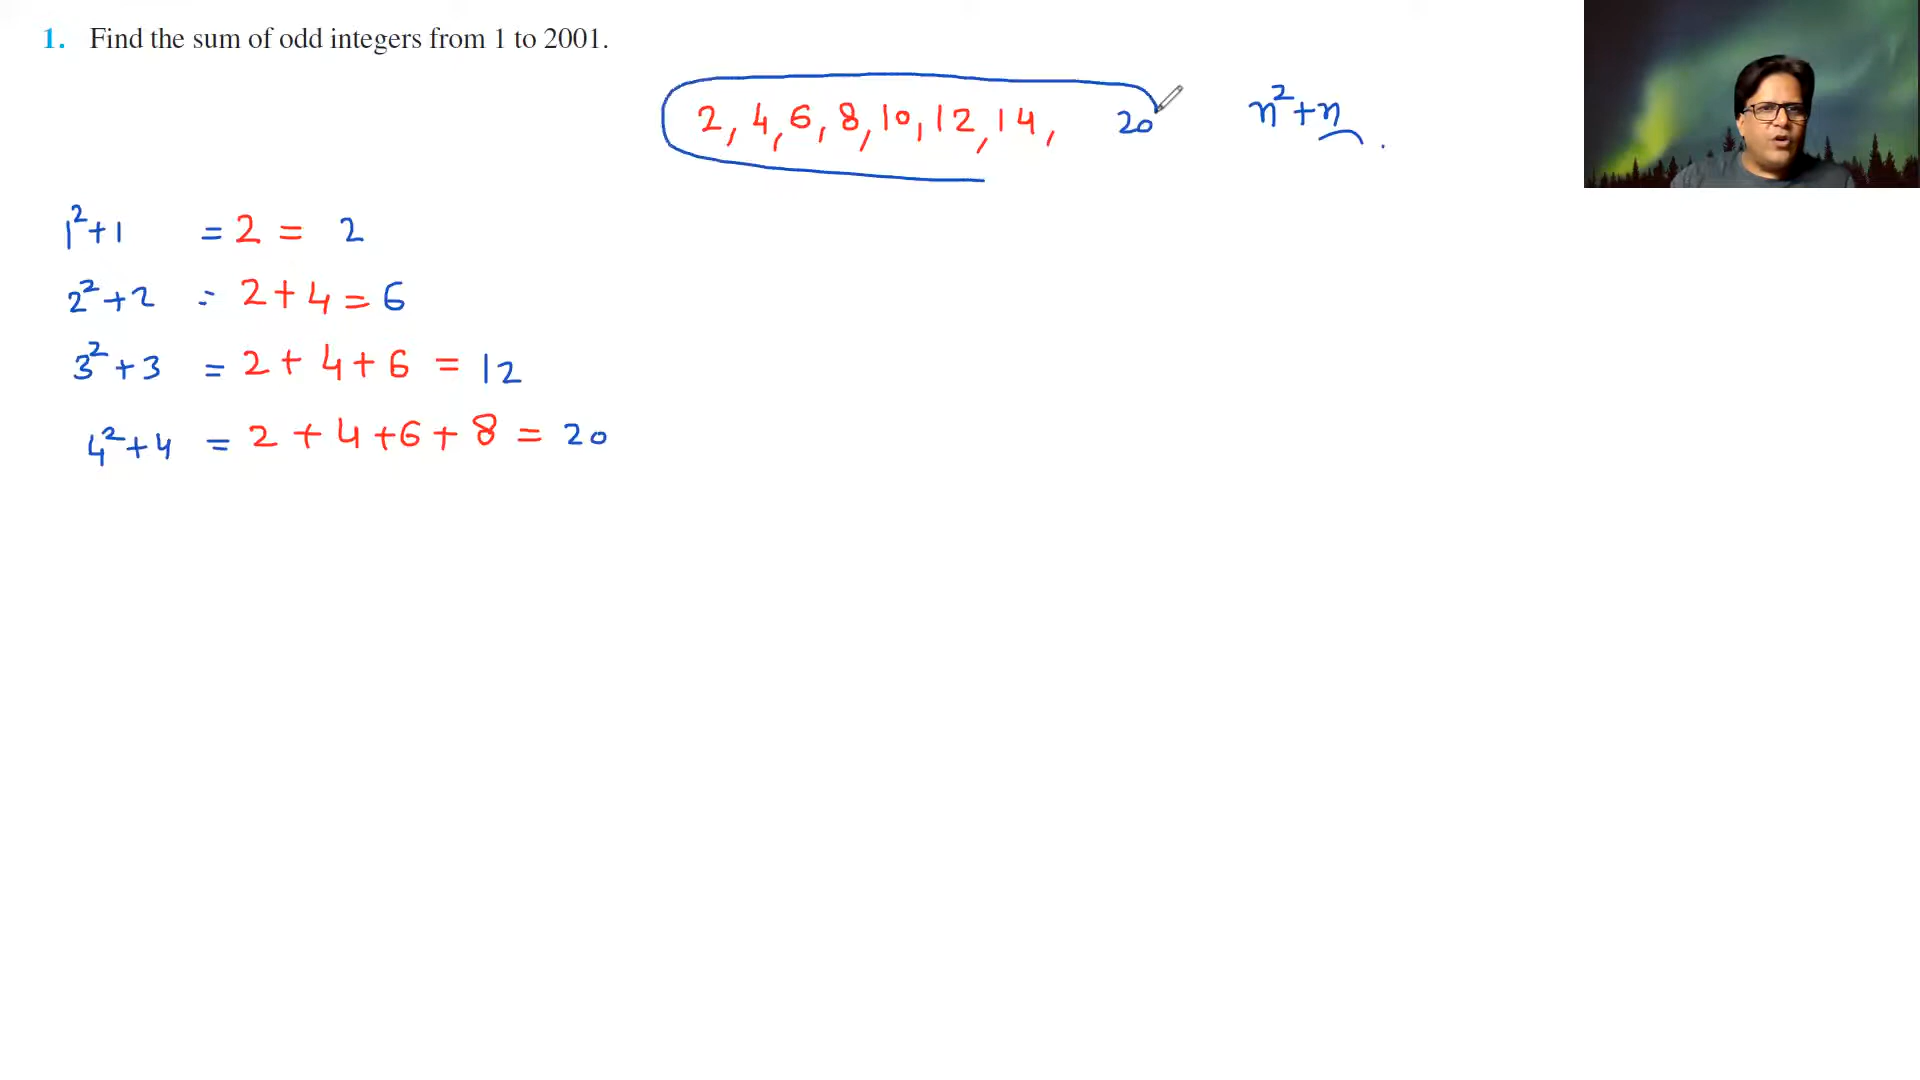 1. Find the sum of odd integers from 1 to 2001.
2, 4, 6, 8, 10, 12, 14, 20 n²+n.
1²+1 = 2 = 2
2²+2 = 2+4 = 6
3²+3 = 2+4+6 = 12
4²+4 = 2+4+6+8 = 20